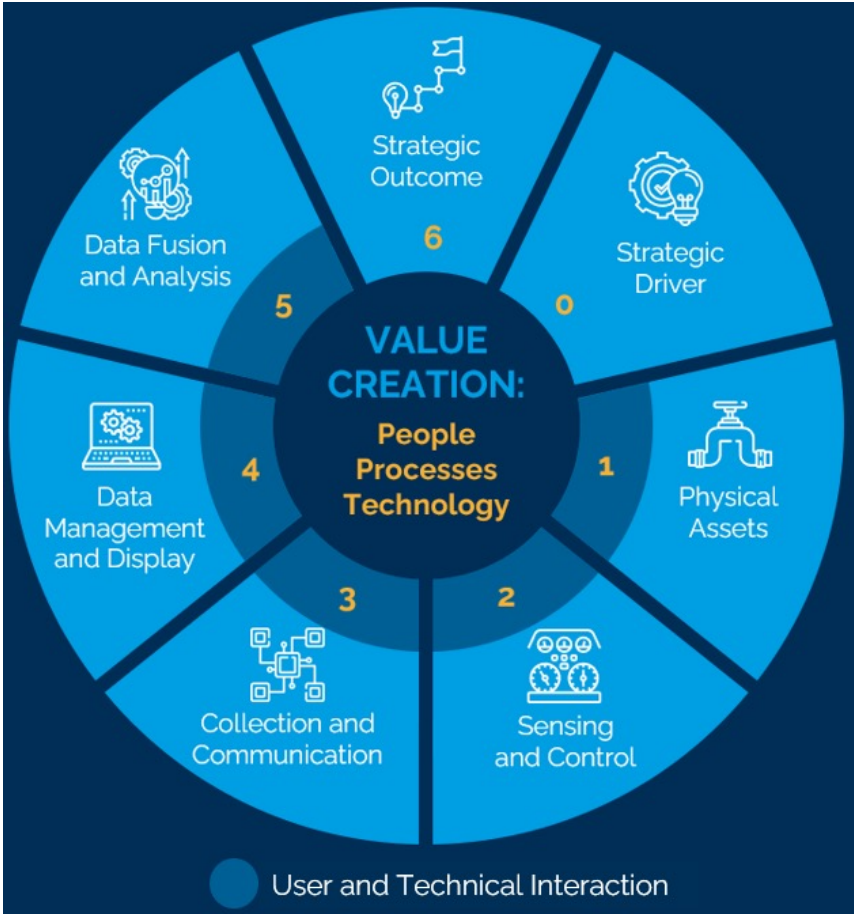 Strategic
Outcome
6
Strategic
Driver
0
Physical
Assets
1
Sensing
and Control
2
Collection and
Communication
3
Data
Management
and Display
4
Data Fusion
and Analysis
5
VALUE
CREATION:
People
Processes
Technology
User and Technical Interaction